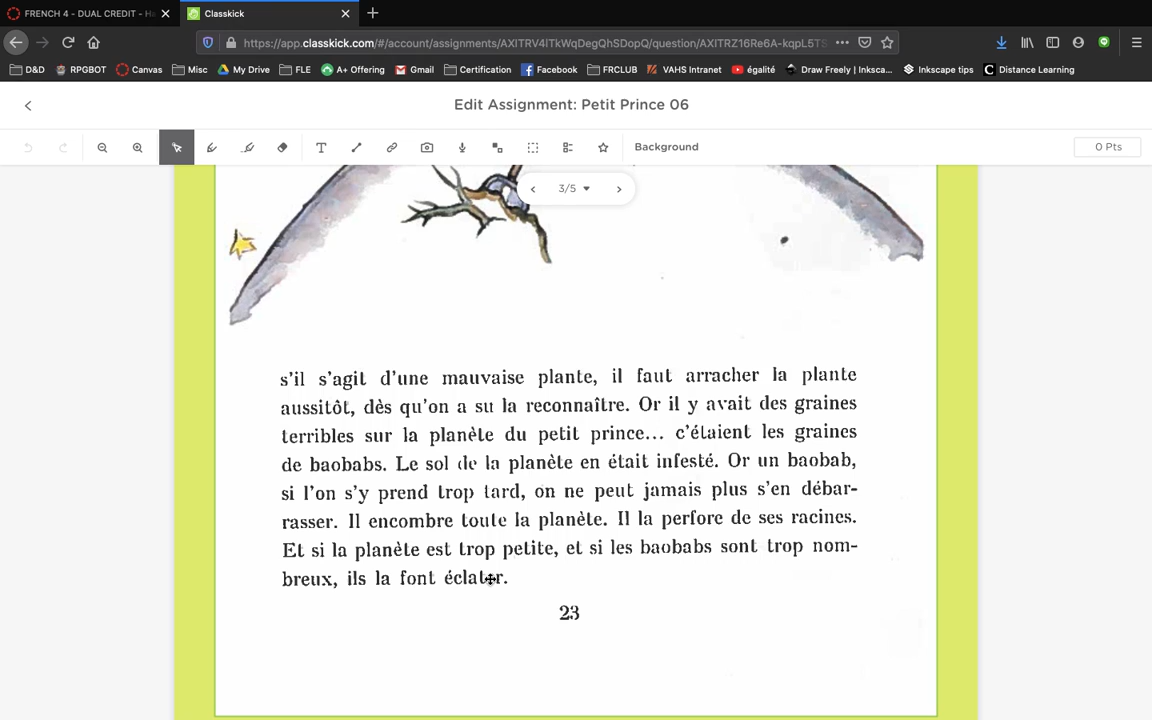 FRENCH 4 - DUAL CREDIT - H
Classkick
https://app.classkick.com/#/account/assignments/AXITRV4lTkWqDegQhSDopQ/question/AXITRZ16Re6A-kqpL5TS
D&D RPGBOT Canvas Misc My Drive FLE A+ Offering Gmail Certification Facebook FRCLUB VAHS Intranet égalité Draw Freely | Inksca... Inkscape tips Distance Learning
Edit Assignment: Petit Prince 06
Background
0 Pts
3/5
s'il s'agit d'une mauvaise plante, il faut arracher la plante
aussitôt, dès qu'on a su la reconnaître. Or il y avait des graines
terribles sur la planète du petit prince... c'étaient les graines
de baobabs. Le sol de la planète en était infesté. Or un baobab,
si l'on s'y prend trop tard, on ne peut jamais plus s'en débar-
rasser. Il encombre toute la planète. Il la perfore de ses racines.
Et si la planète est trop petite, et si les baobabs sont trop nom-
breux, ils la font éclater.
23